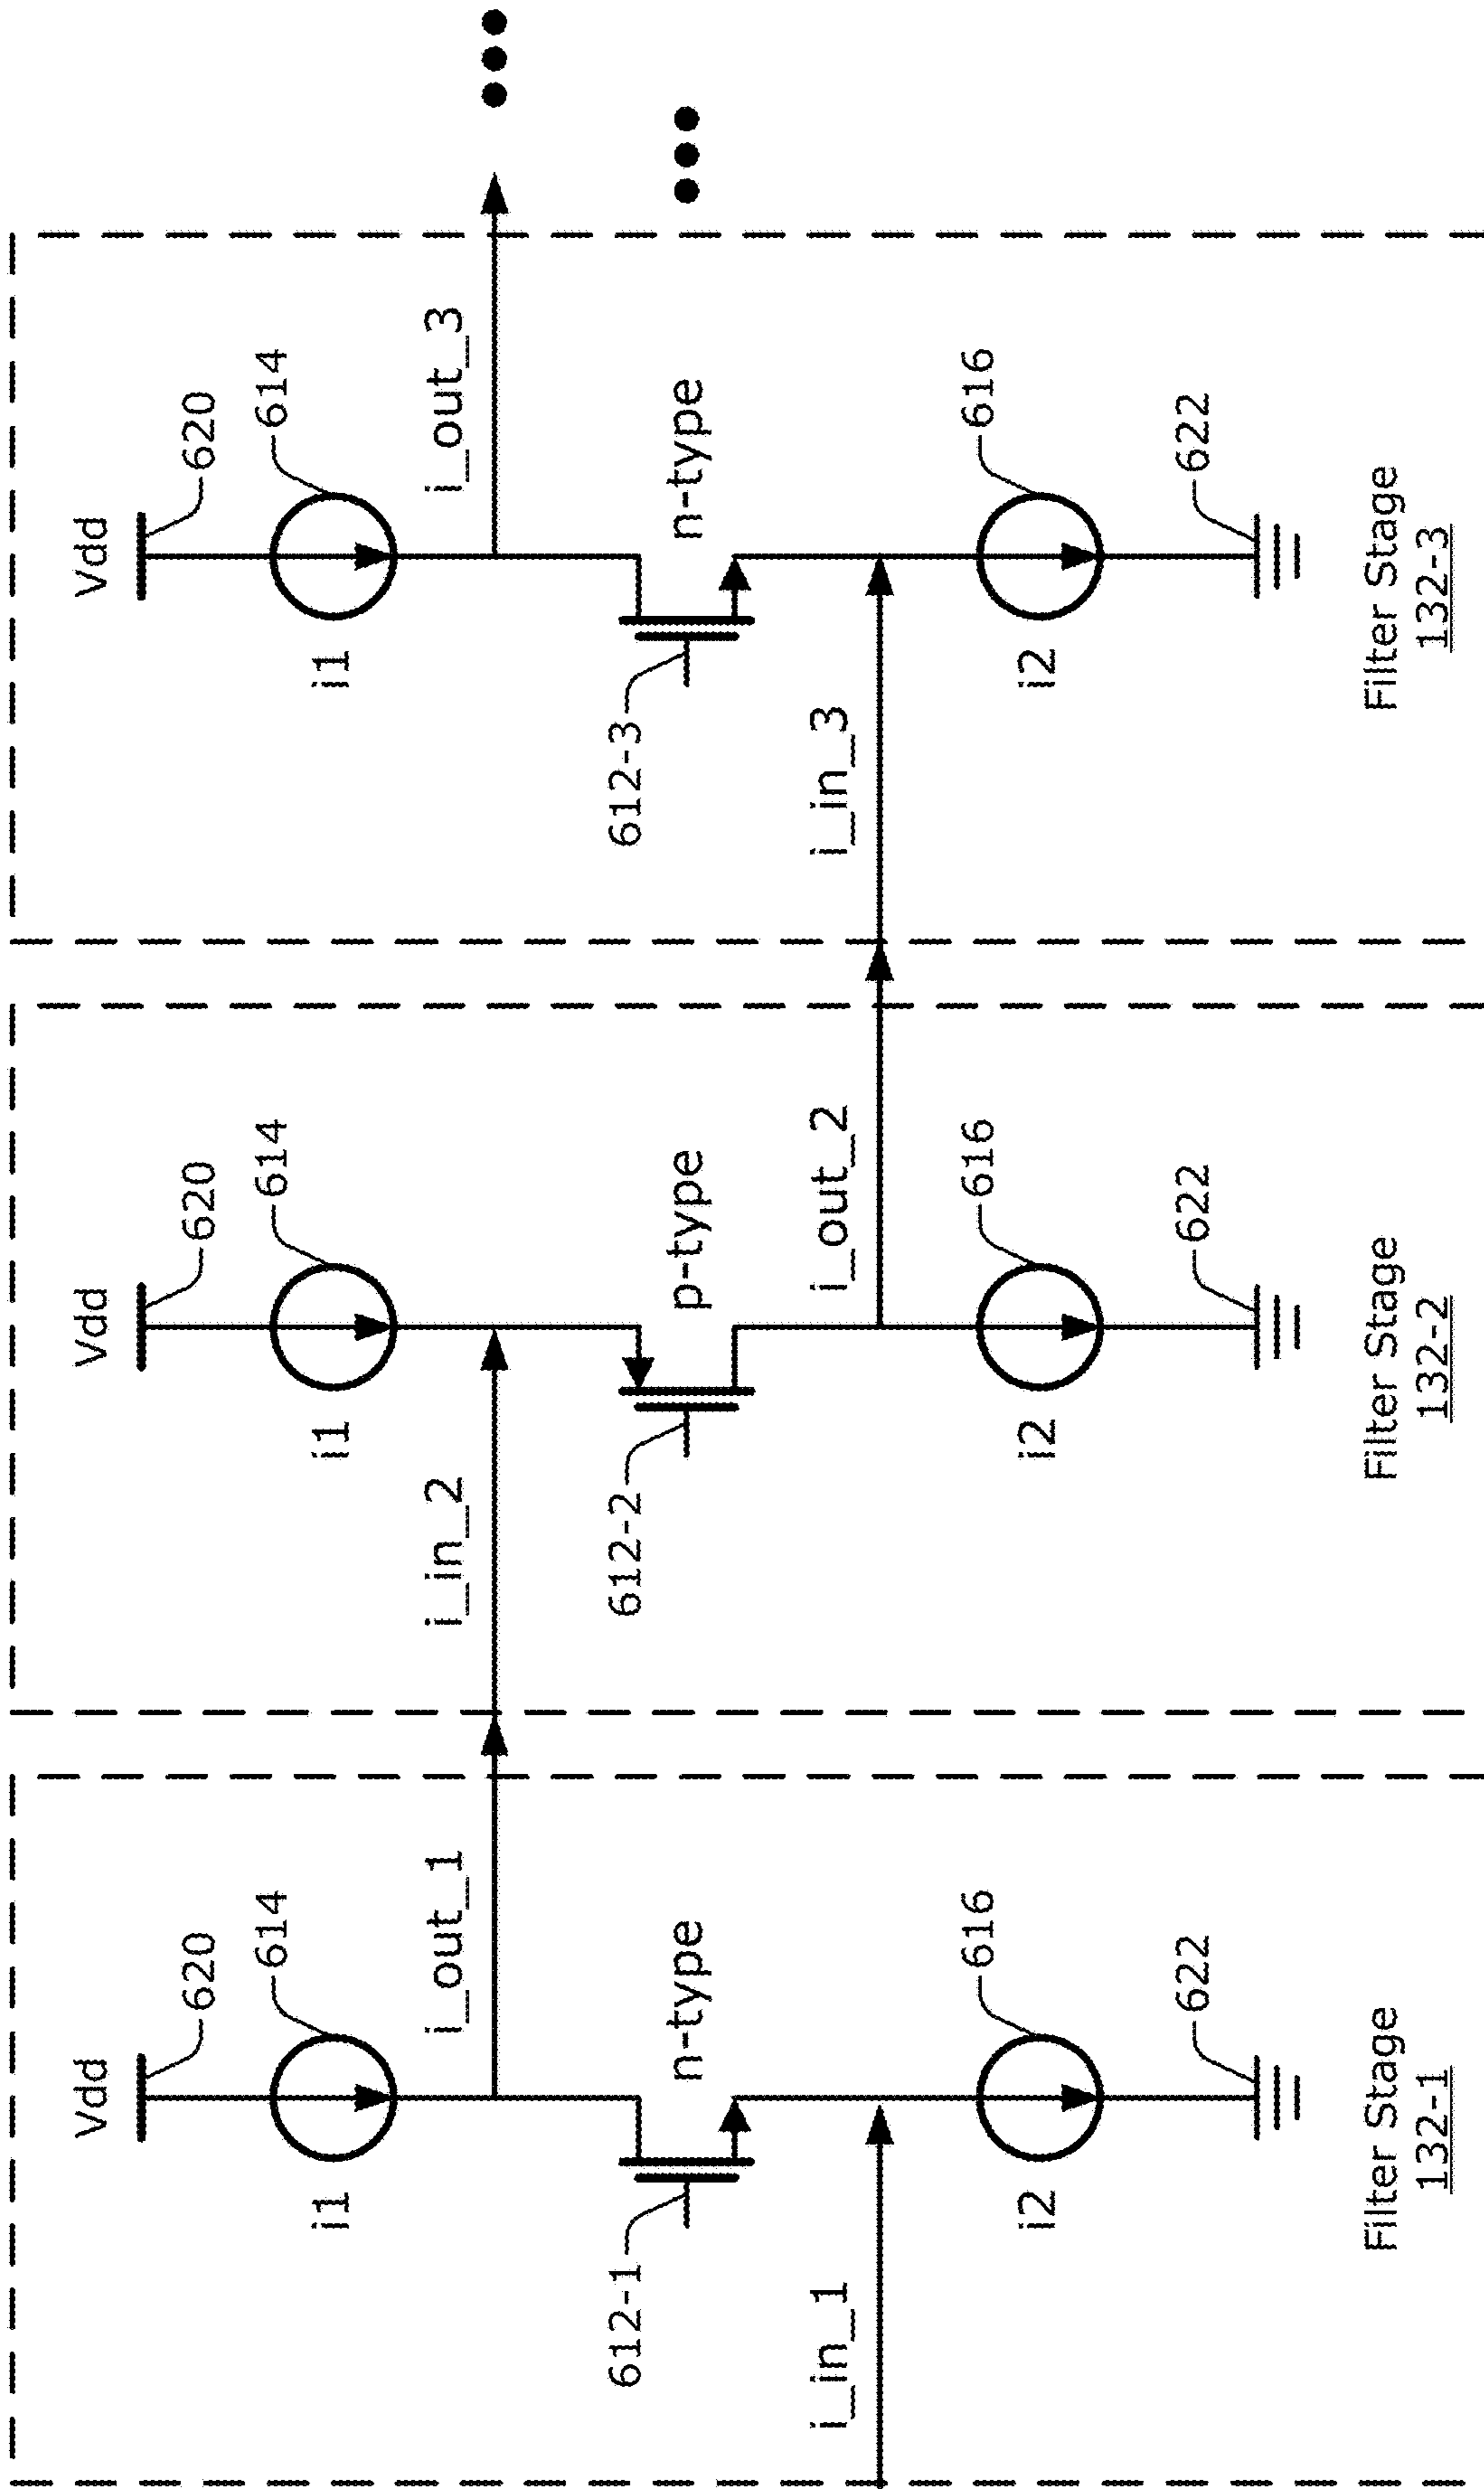 Vdd
620
614
i1
i_out_1
n-type
612-1
i_in_1
616
i2
622
Filter Stage
132-1
Vdd
620
614
i1
i_in_2
p-type
612-2
i_out_2
616
i2
622
Filter Stage
132-2
Vdd
620
614
i1
i_out_3
n-type
612-3
i_in_3
616
i2
622
Filter Stage
132-3